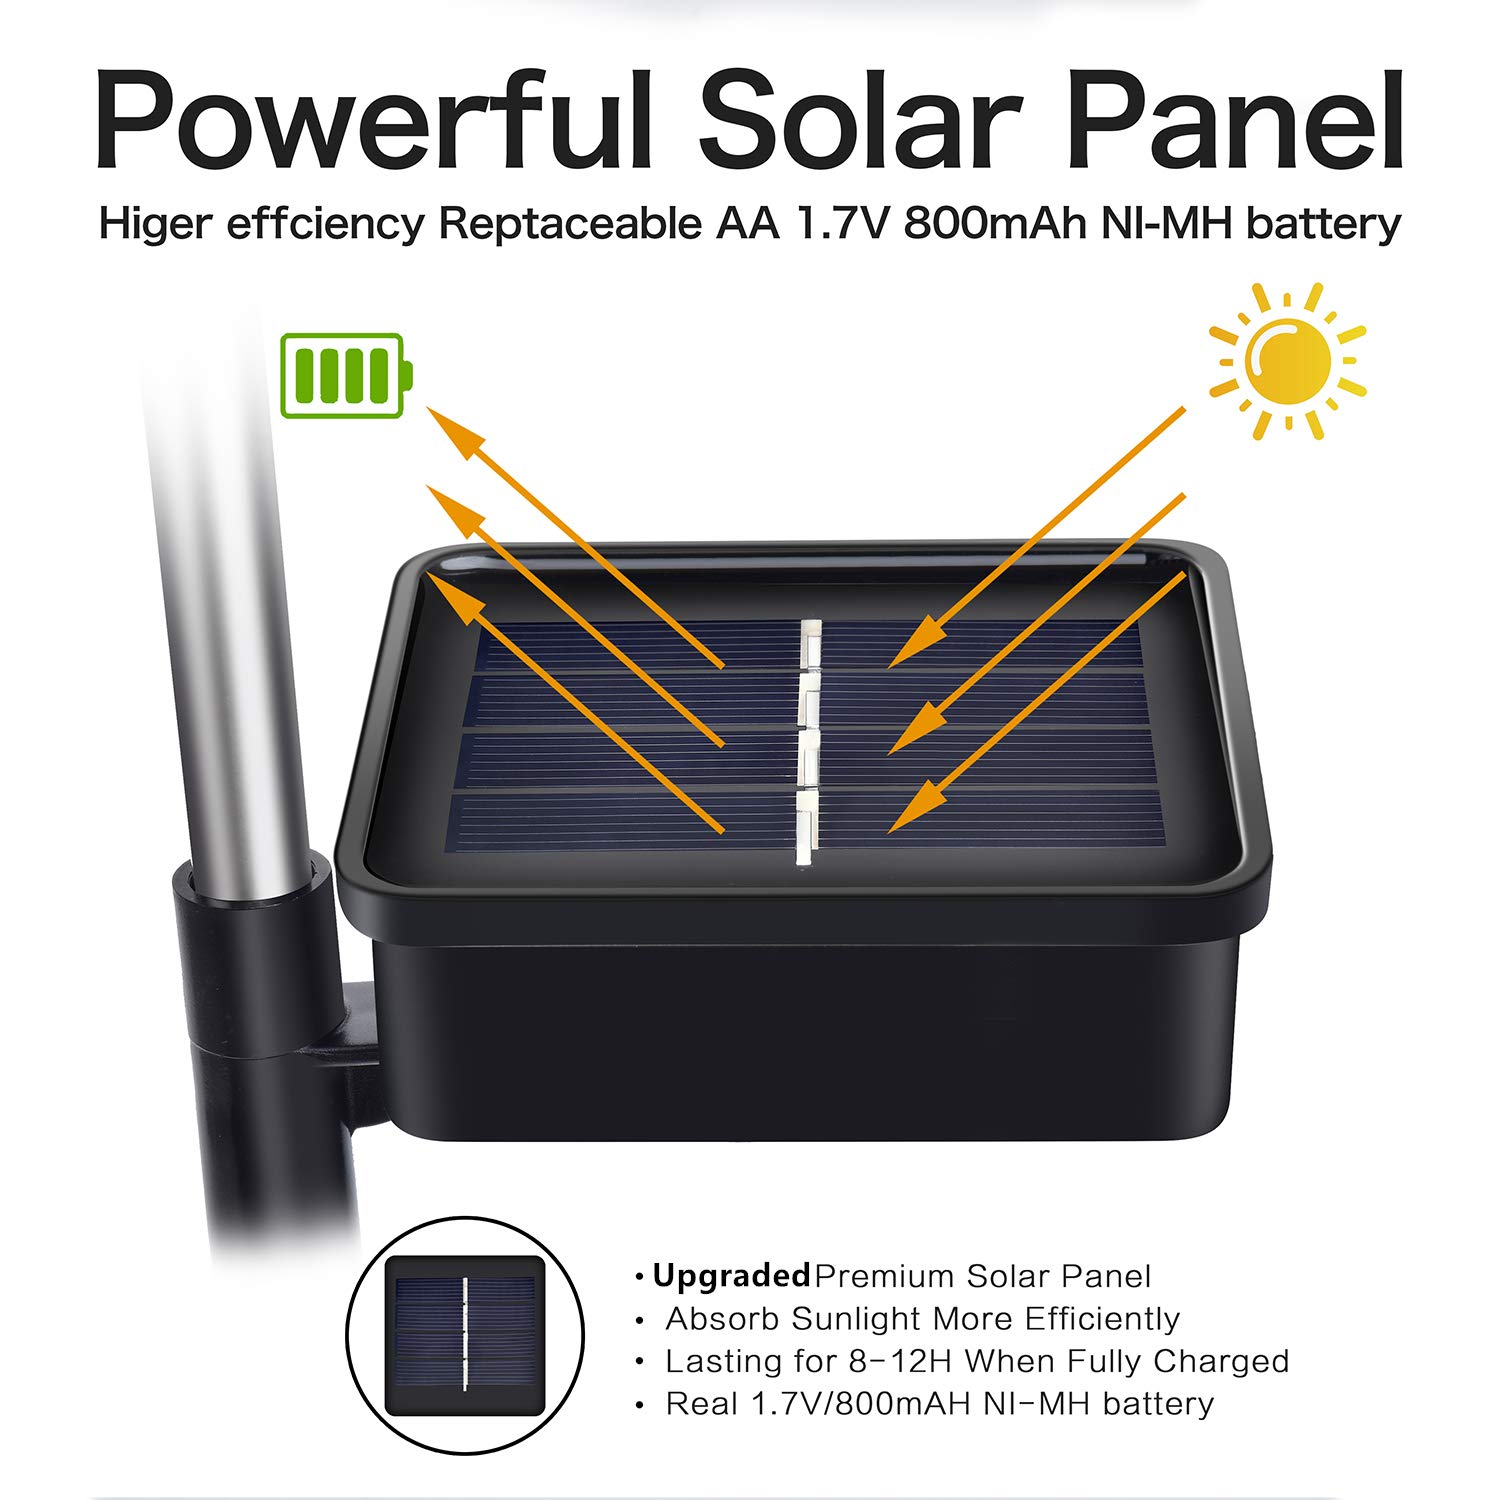 Powerful Solar Panel
Higer effciency Reptaceable AA 1.7V 800mAh NI-MH battery
• Upgraded Premium Solar Panel
• Absorb Sunlight More Efficiently
• Lasting for 8-12H When Fully Charged
• Real 1.7V/800mAH NI-MH battery